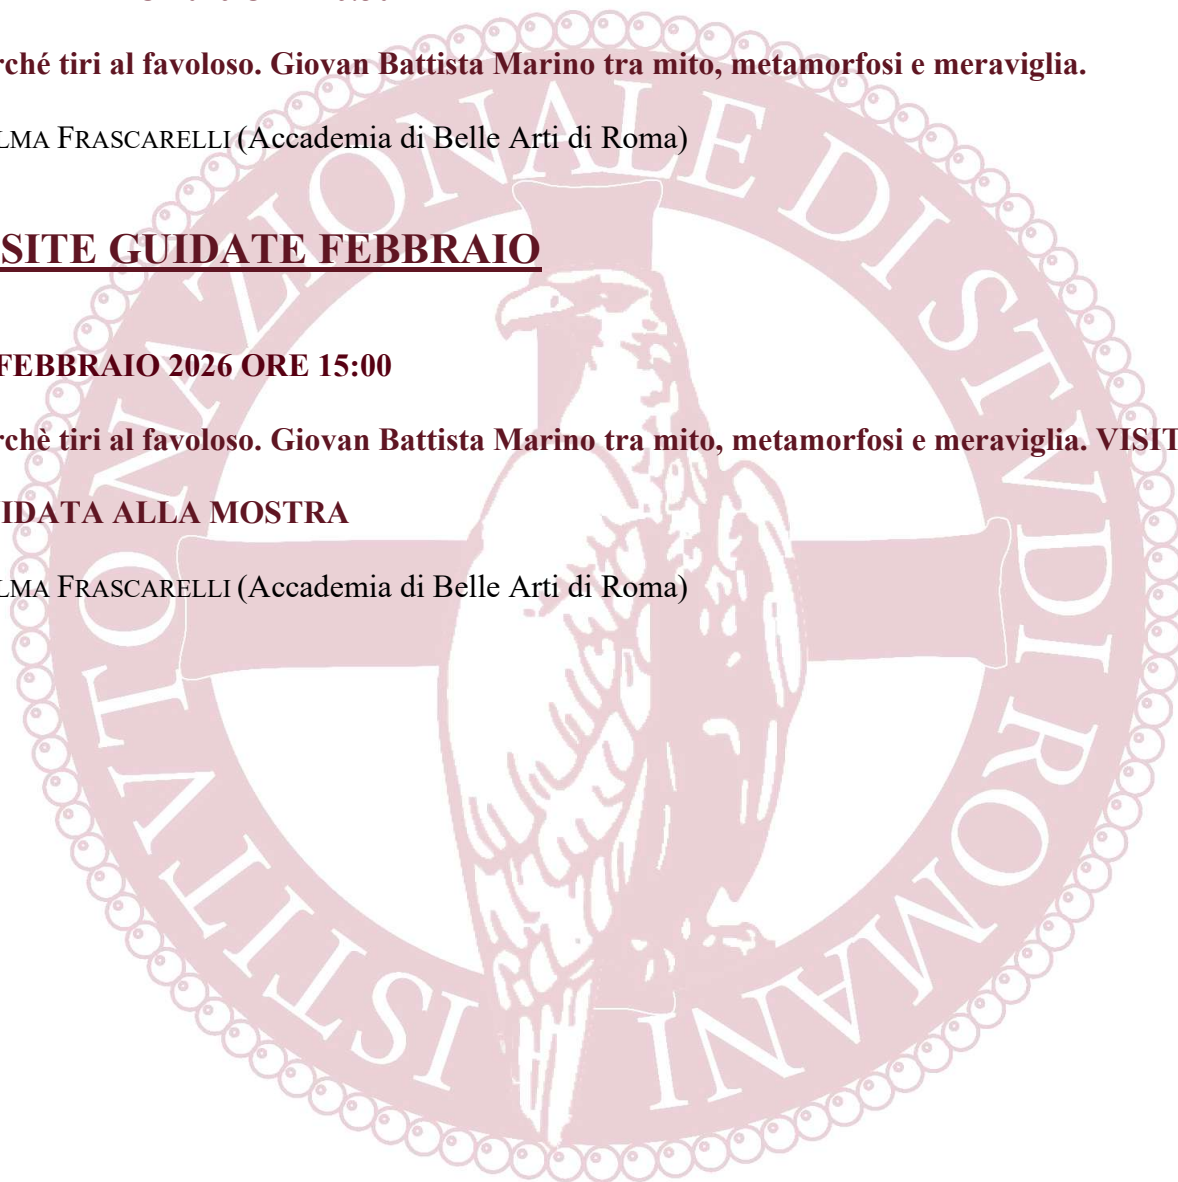 rché tiri al favoloso. Giovan Battista Marino tra mito, metamorfosi e meraviglia.
LMA FRASCARELLI (Accademia di Belle Arti di Roma)
SITE GUIDATE FEBBRAIO
FEBBRAIO 2026 ORE 15:00
rchè tiri al favoloso. Giovan Battista Marino tra mito, metamorfosi e meraviglia. VISIT
IDATA ALLA MOSTRA
LMA FRASCARELLI (Accademia di Belle Arti di Roma)
ISTITVTO NAZIONALE DI STVDI ROMANI